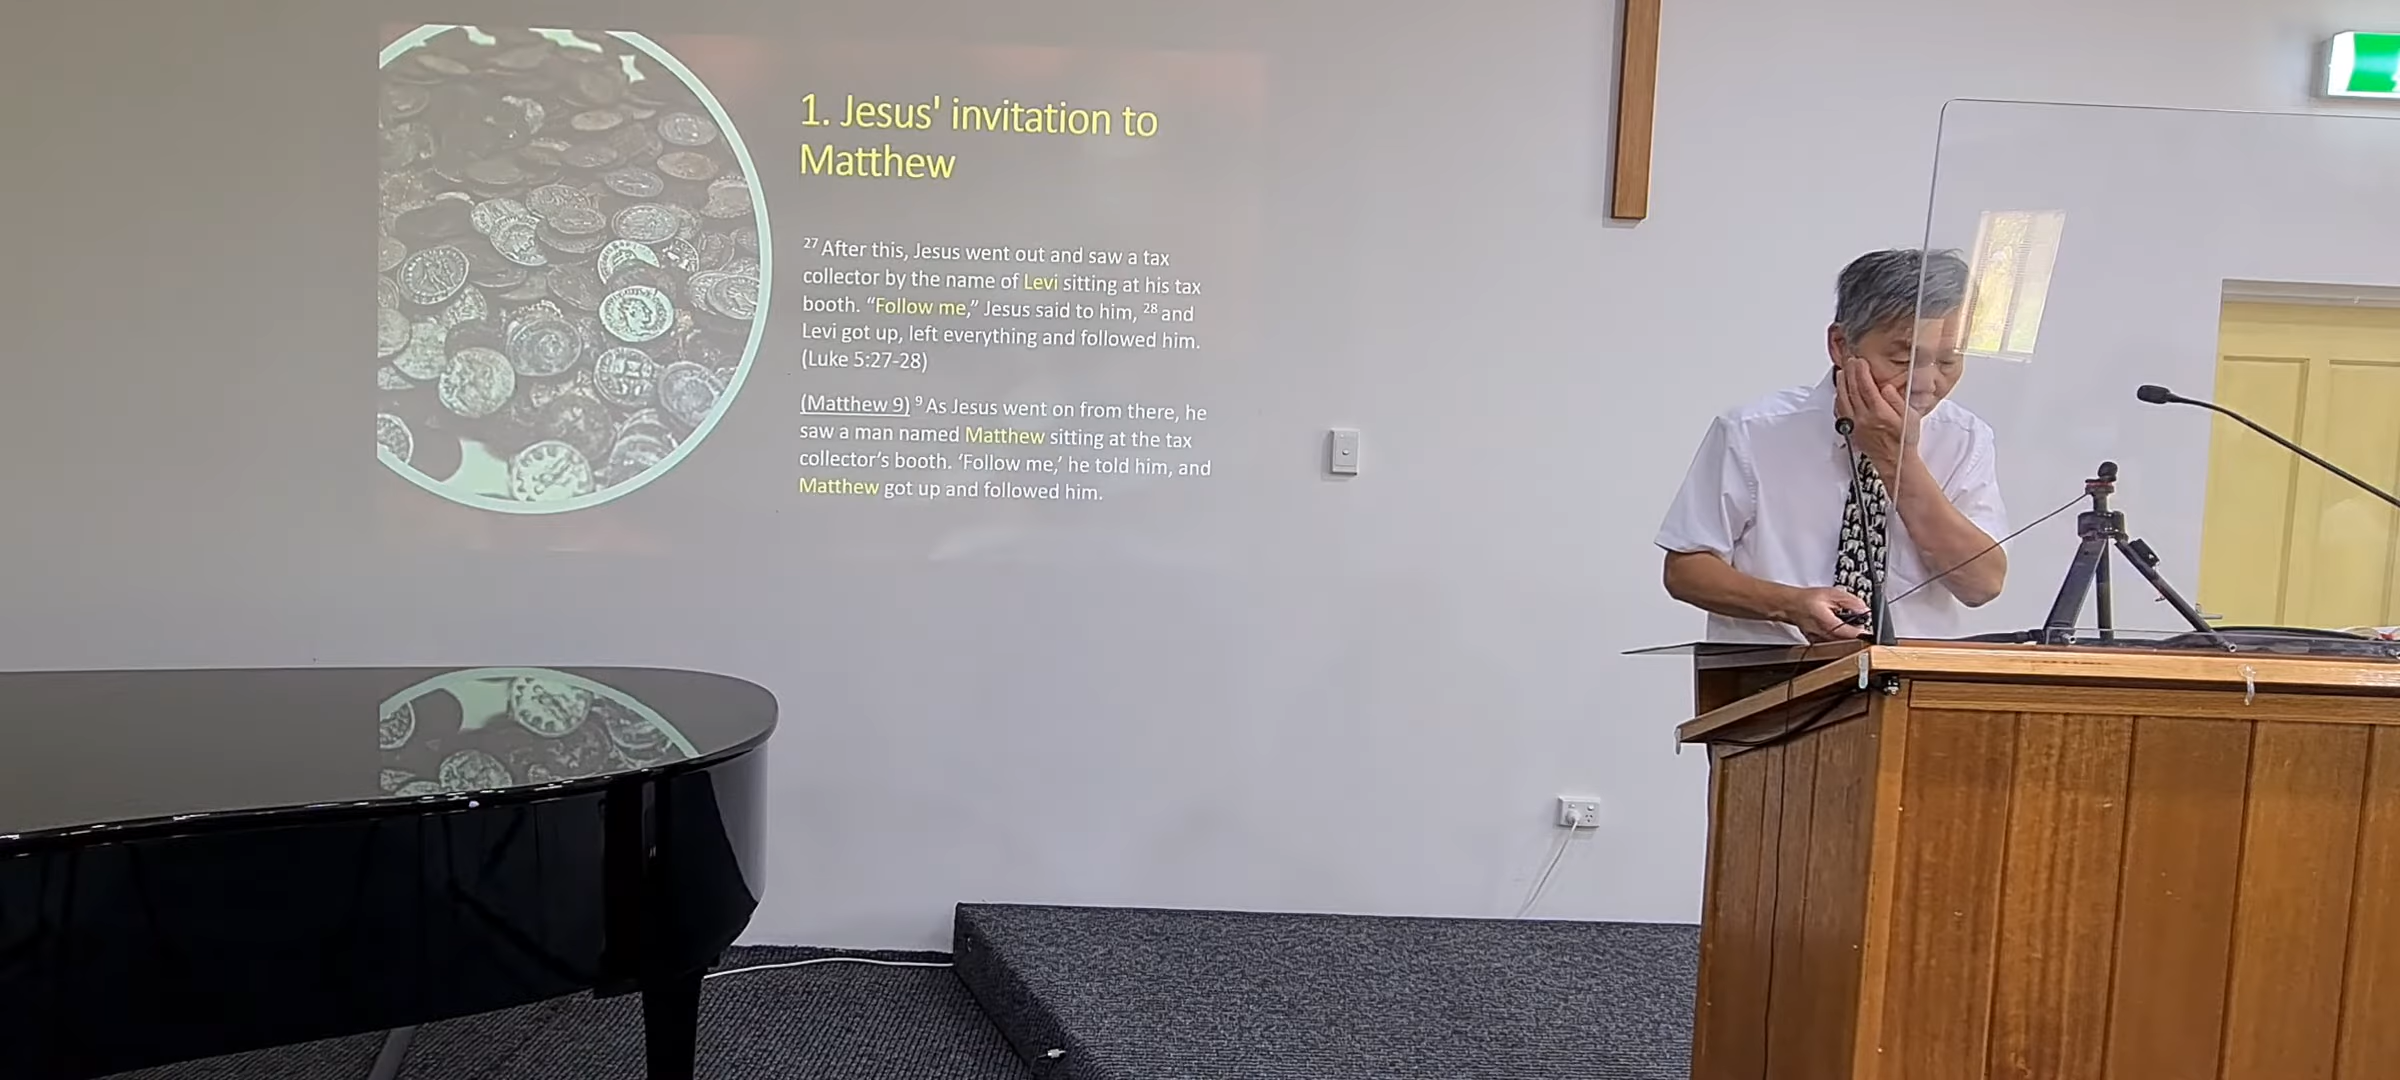 1. Jesus' invitation to
Matthew
27 After this, Jesus went out and saw a tax
collector by the name of Levi sitting at his tax
booth. “Follow me,” Jesus said to him, 28 and
Levi got up, left everything and followed him.
(Luke 5:27-28)
(Matthew 9) 9 As Jesus went on from there, he
saw a man named Matthew sitting at the tax
collector’s booth. ‘Follow me,’ he told him, and
Matthew got up and followed him.